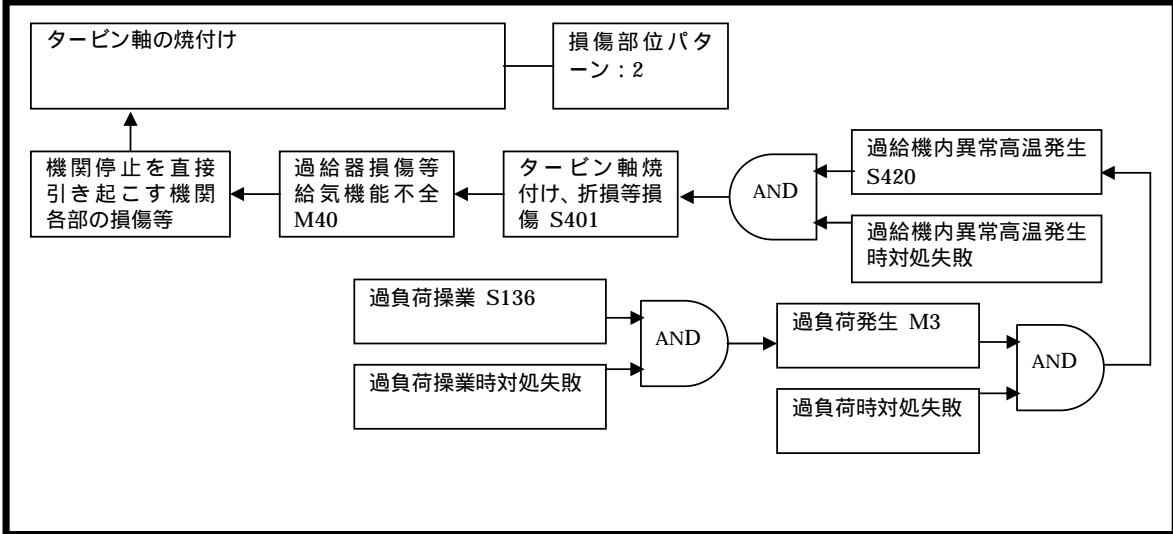 タービン軸の焼付け
損傷部位パタ
ーン：2
機関停止を直接
引き起こす機関
各部の損傷等
過給器損傷等
給気機能不全
M40
タービン軸焼
付け、折損等損
傷 S401
AND
過給機内異常高温発生
S420
過給機内異常高温発生
時対処失敗
過負荷操業 S136
過負荷操業時対処失敗
AND
過負荷発生 M3
過負荷時対処失敗
AND